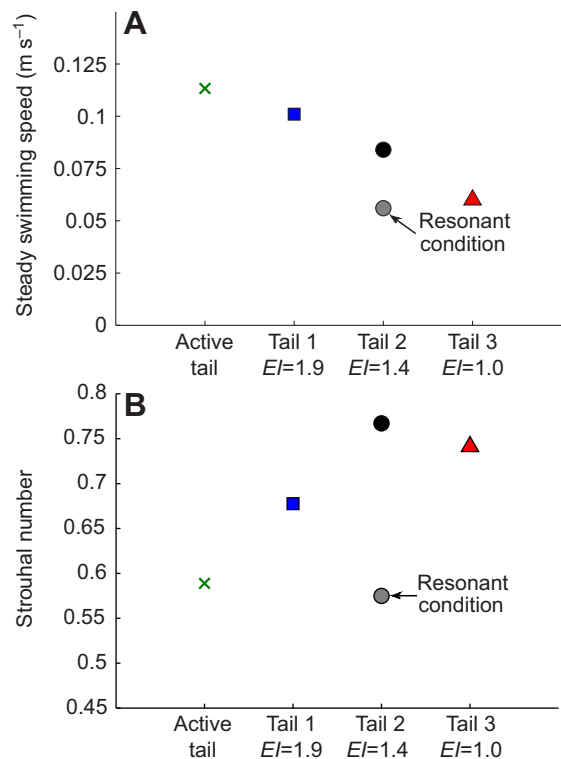 A
Steady swimming speed (m s⁻¹)
0.125
0.1
0.075
0.05
0.025
0
Resonant
condition
Active
tail
Tail 1
EI=1.9
Tail 2
EI=1.4
Tail 3
EI=1.0
B
Strouhal number
0.8
0.75
0.7
0.65
0.6
0.55
0.5
0.45
Resonant
condition
Active
tail
Tail 1
EI=1.9
Tail 2
EI=1.4
Tail 3
EI=1.0